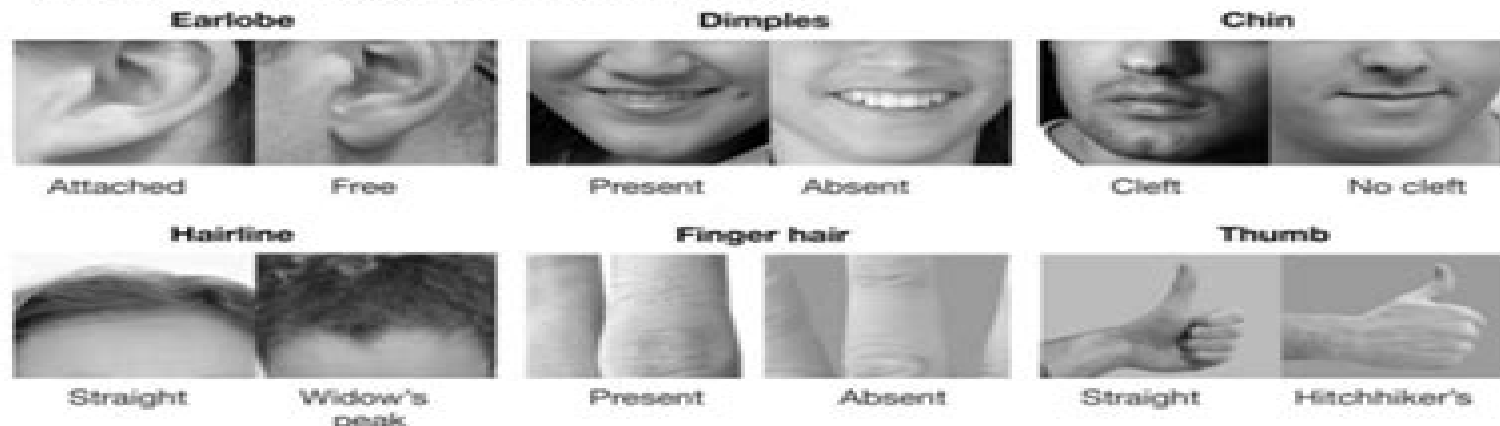 Earlobe Dimples Chin
Attached Free Present Absent Cleft No cleft
Hairline Finger hair Thumb
Straight Widow's Present Absent Straight Hitchhiker's
peak